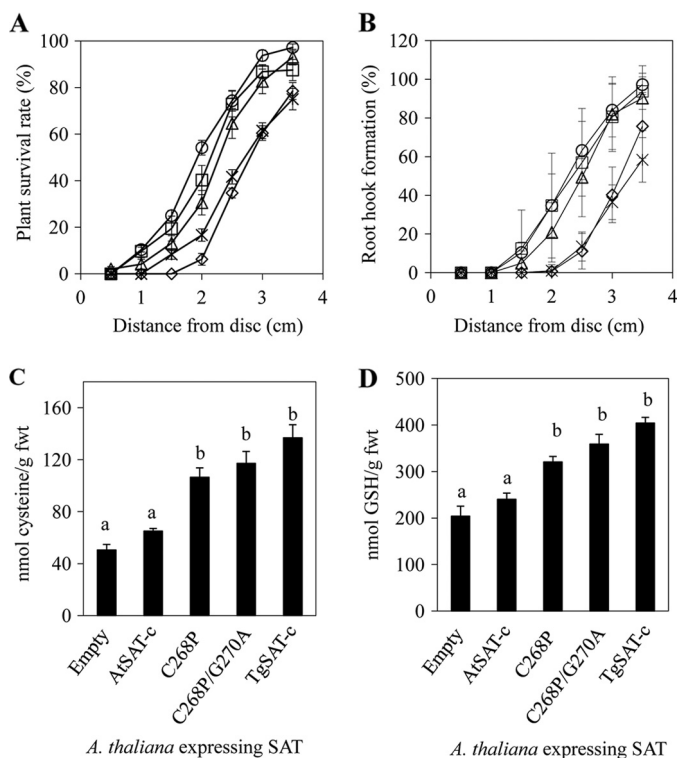 A
Plant survival rate (%)
100
80
60
40
20
0
0
1
2
3
4
Distance from disc (cm)
B
Root hook formation (%)
120
100
80
60
40
20
0
0
1
2
3
4
Distance from disc (cm)
C
nmol cysteine/g fwt
160
120
80
40
0
a
a
b
b
b
Empty
AtSAT-c
C268P
C268P/G270A
TgSAT-c
A. thaliana expressing SAT
D
nmol GSH/g fwt
500
400
300
200
100
0
a
a
b
b
b
Empty
AtSAT-c
C268P
C268P/G270A
TgSAT-c
A. thaliana expressing SAT